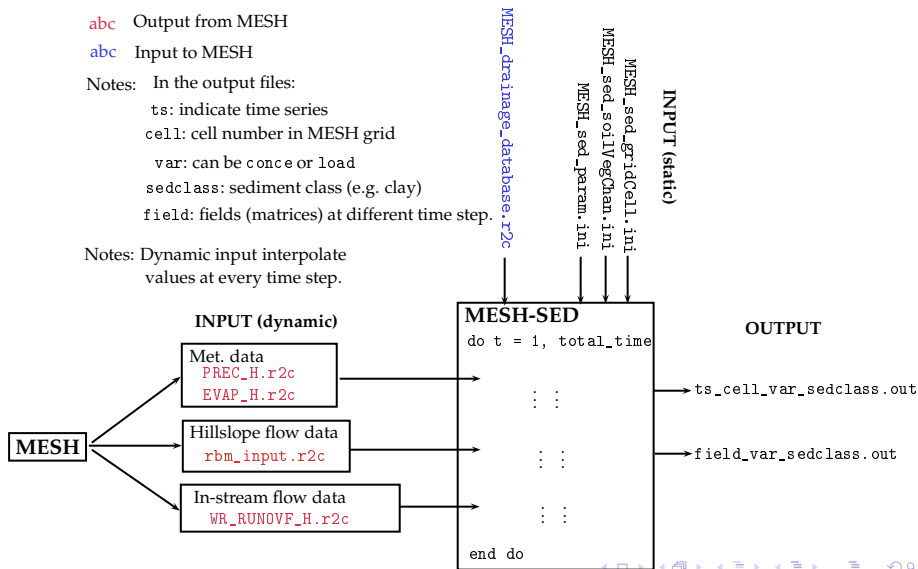 abc Output from MESH
abc Input to MESH
Notes: In the output files:
ts: indicate time series
cell: cell number in MESH grid
var: can be conce or load
sedclass: sediment class (e.g. clay)
field: fields (matrices) at different time step.
Notes: Dynamic input interpolate
values at every time step.
MESH_drainage_database.r2c
MESH_sed_param.ini
MESH_sed_soilVegChan.ini
MESH_sed_gridCell.ini
INPUT (static)
INPUT (dynamic)
MESH
Met. data
PREC_H.r2c
EVAP_H.r2c
Hillslope flow data
rbm_input.r2c
In-stream flow data
WR_RUNOVF_H.r2c
MESH-SED
do t = 1, total_time
end do
OUTPUT
ts_cell_var_sedclass.out
field_var_sedclass.out